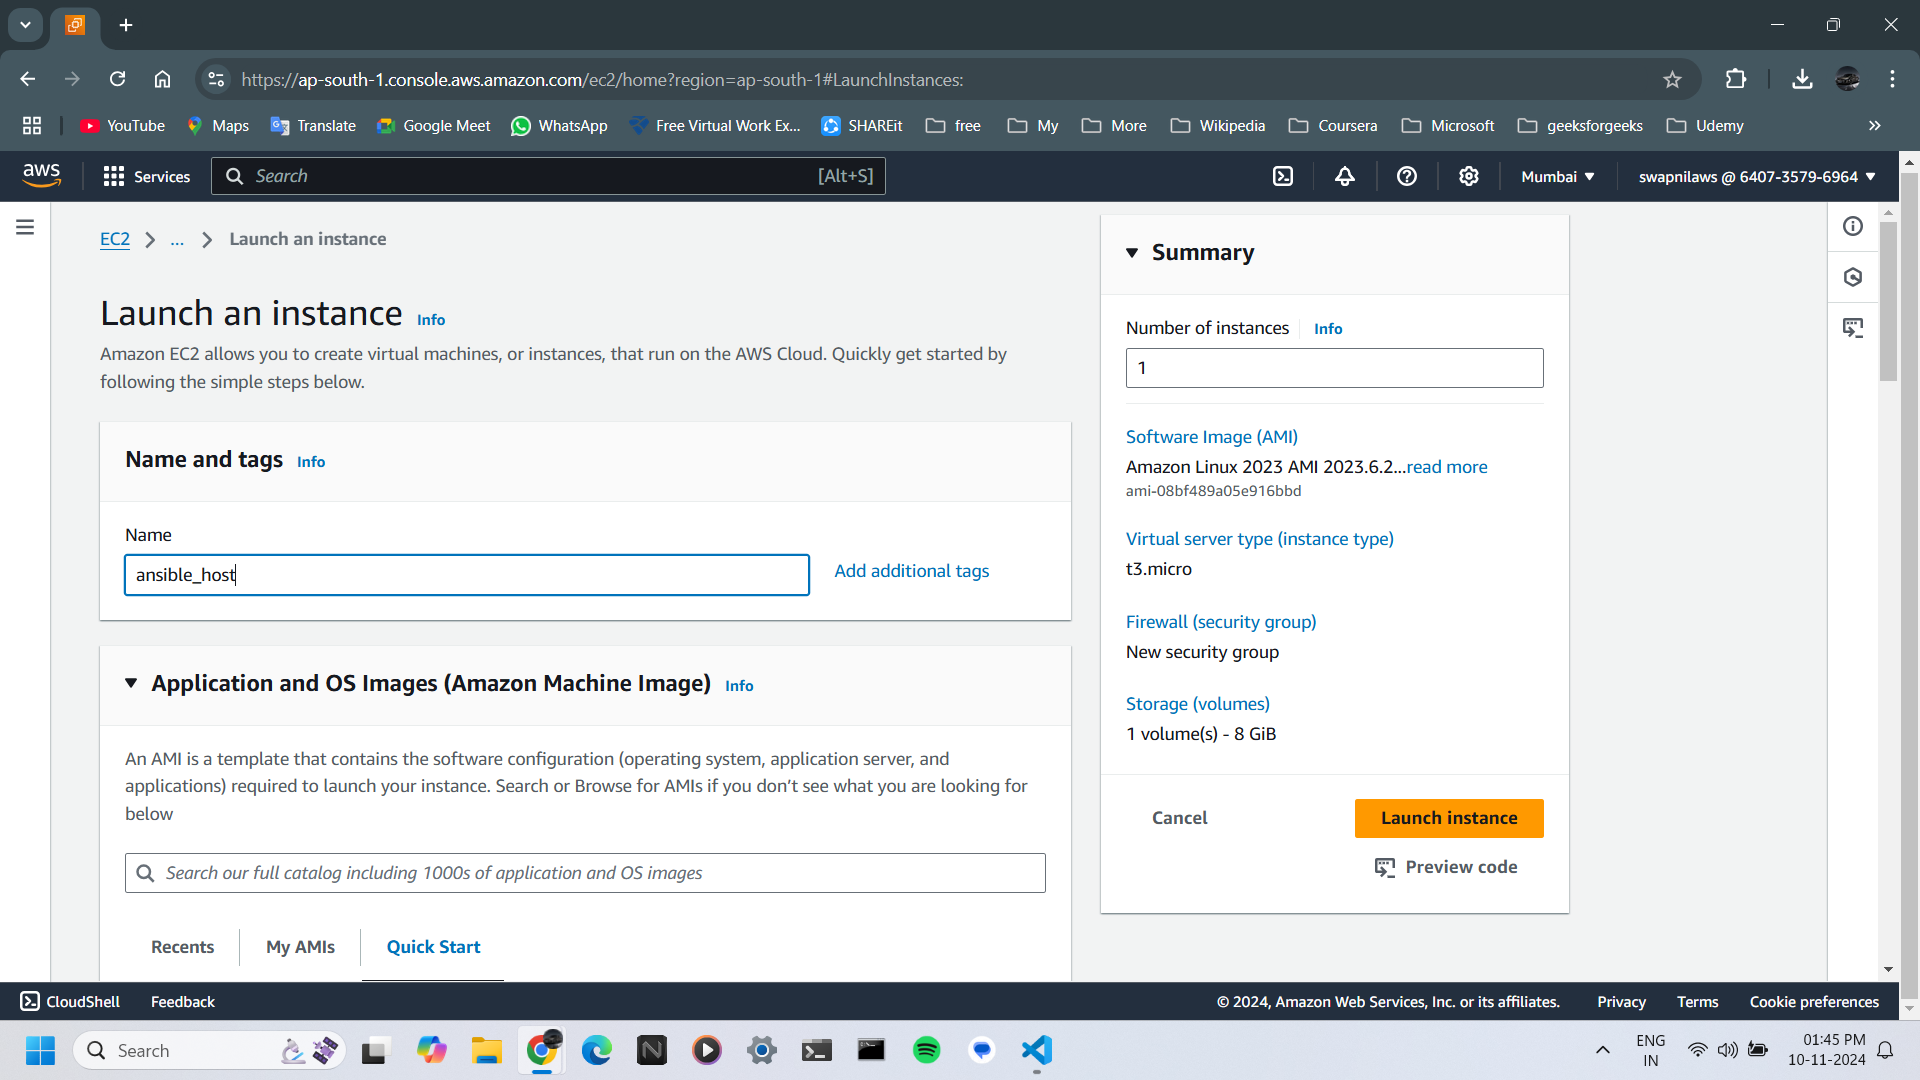 https://ap-south-1.console.aws.amazon.com/ec2/home?region=ap-south-1#LaunchInstances:
YouTube Maps Translate Google Meet WhatsApp Free Virtual Work Ex... SHAREit free My More Wikipedia Coursera Microsoft geeksforgeeks Udemy
aws Services Search [Alt+S] Mumbai swapnilaws @ 6407-3579-6964
EC2 ... Launch an instance
Launch an instance Info
Amazon EC2 allows you to create virtual machines, or instances, that run on the AWS Cloud. Quickly get started by
following the simple steps below.
Name and tags Info
Name
ansible_host
Add additional tags
Application and OS Images (Amazon Machine Image) Info
An AMI is a template that contains the software configuration (operating system, application server, and
applications) required to launch your instance. Search or Browse for AMIs if you don’t see what you are looking for
below
Search our full catalog including 1000s of application and OS images
Recents My AMIs Quick Start
Summary
Number of instances Info
1
Software Image (AMI)
Amazon Linux 2023 AMI 2023.6.2...read more
ami-08bf489a05e916bbd
Virtual server type (instance type)
t3.micro
Firewall (security group)
New security group
Storage (volumes)
1 volume(s) - 8 GiB
Cancel Launch instance
Preview code
CloudShell Feedback © 2024, Amazon Web Services, Inc. or its affiliates. Privacy Terms Cookie preferences
Search
ENG
IN
01:45 PM
10-11-2024